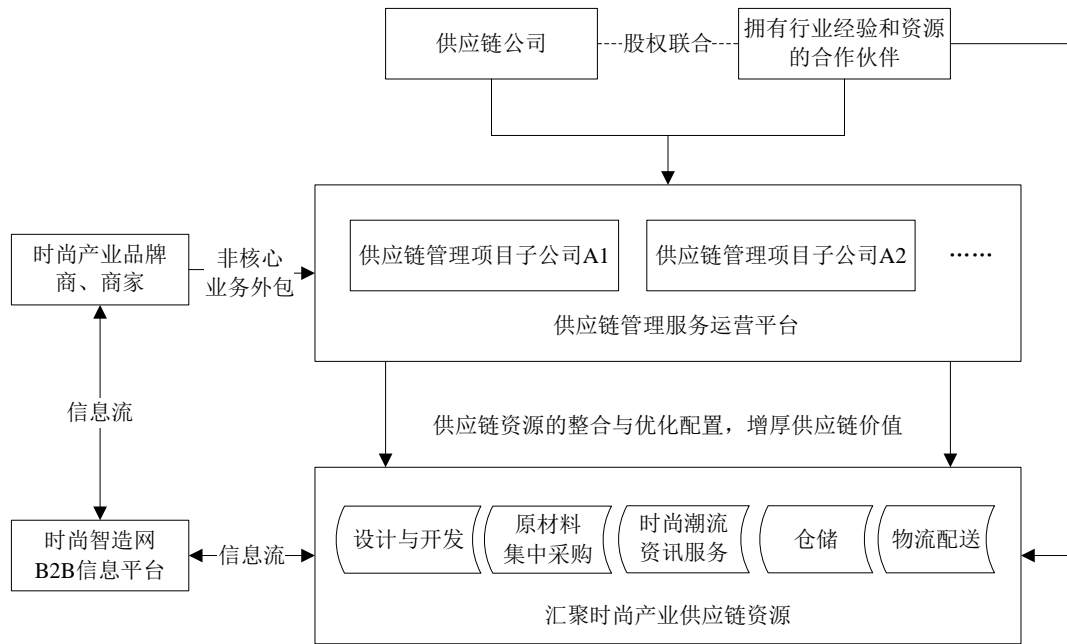 供应链公司
股权联合
拥有行业经验和资源
的合作伙伴
供应链管理项目子公司A1
供应链管理项目子公司A2
……
供应链管理服务运营平台
时尚产业品牌
商、商家
非核心
业务外包
信息流
供应链资源的整合与优化配置，增厚供应链价值
时尚智造网
B2B信息平台
信息流
设计与开发
原材料
集中采购
时尚潮流
资讯服务
仓储
物流配送
汇聚时尚产业供应链资源